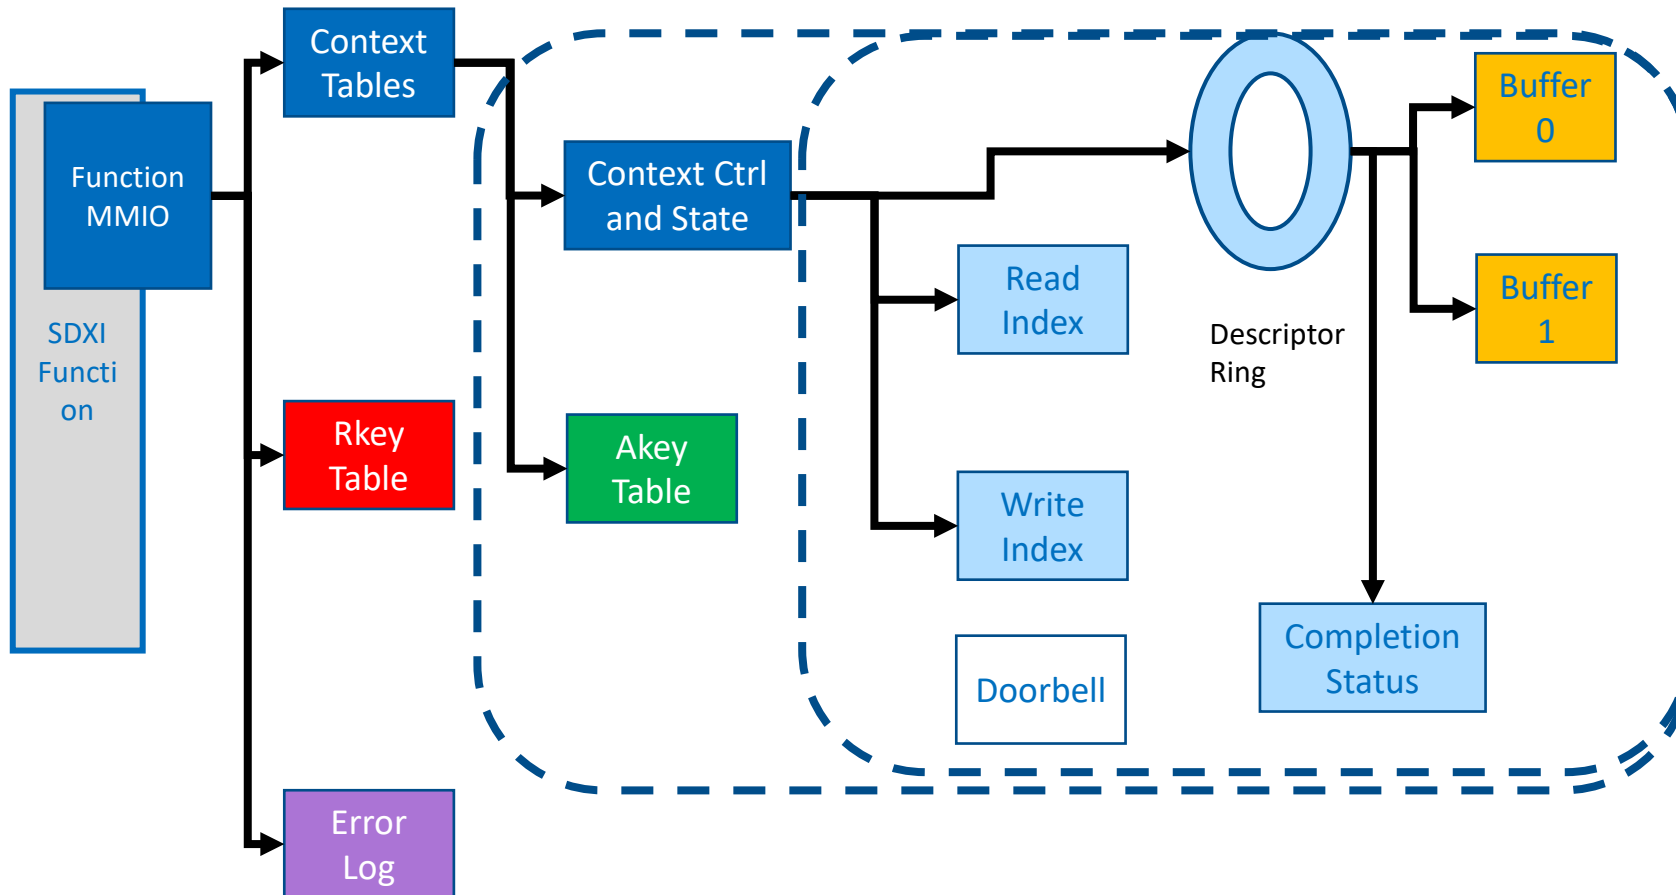 Context
Tables
Function
MMIO
SDXI
Functi
on
Rkey
Table
Error
Log
Context Ctrl
and State
Akey
Table
Read
Index
Write
Index
Doorbell
Descriptor
Ring
Buffer
0
Buffer
1
Completion
Status